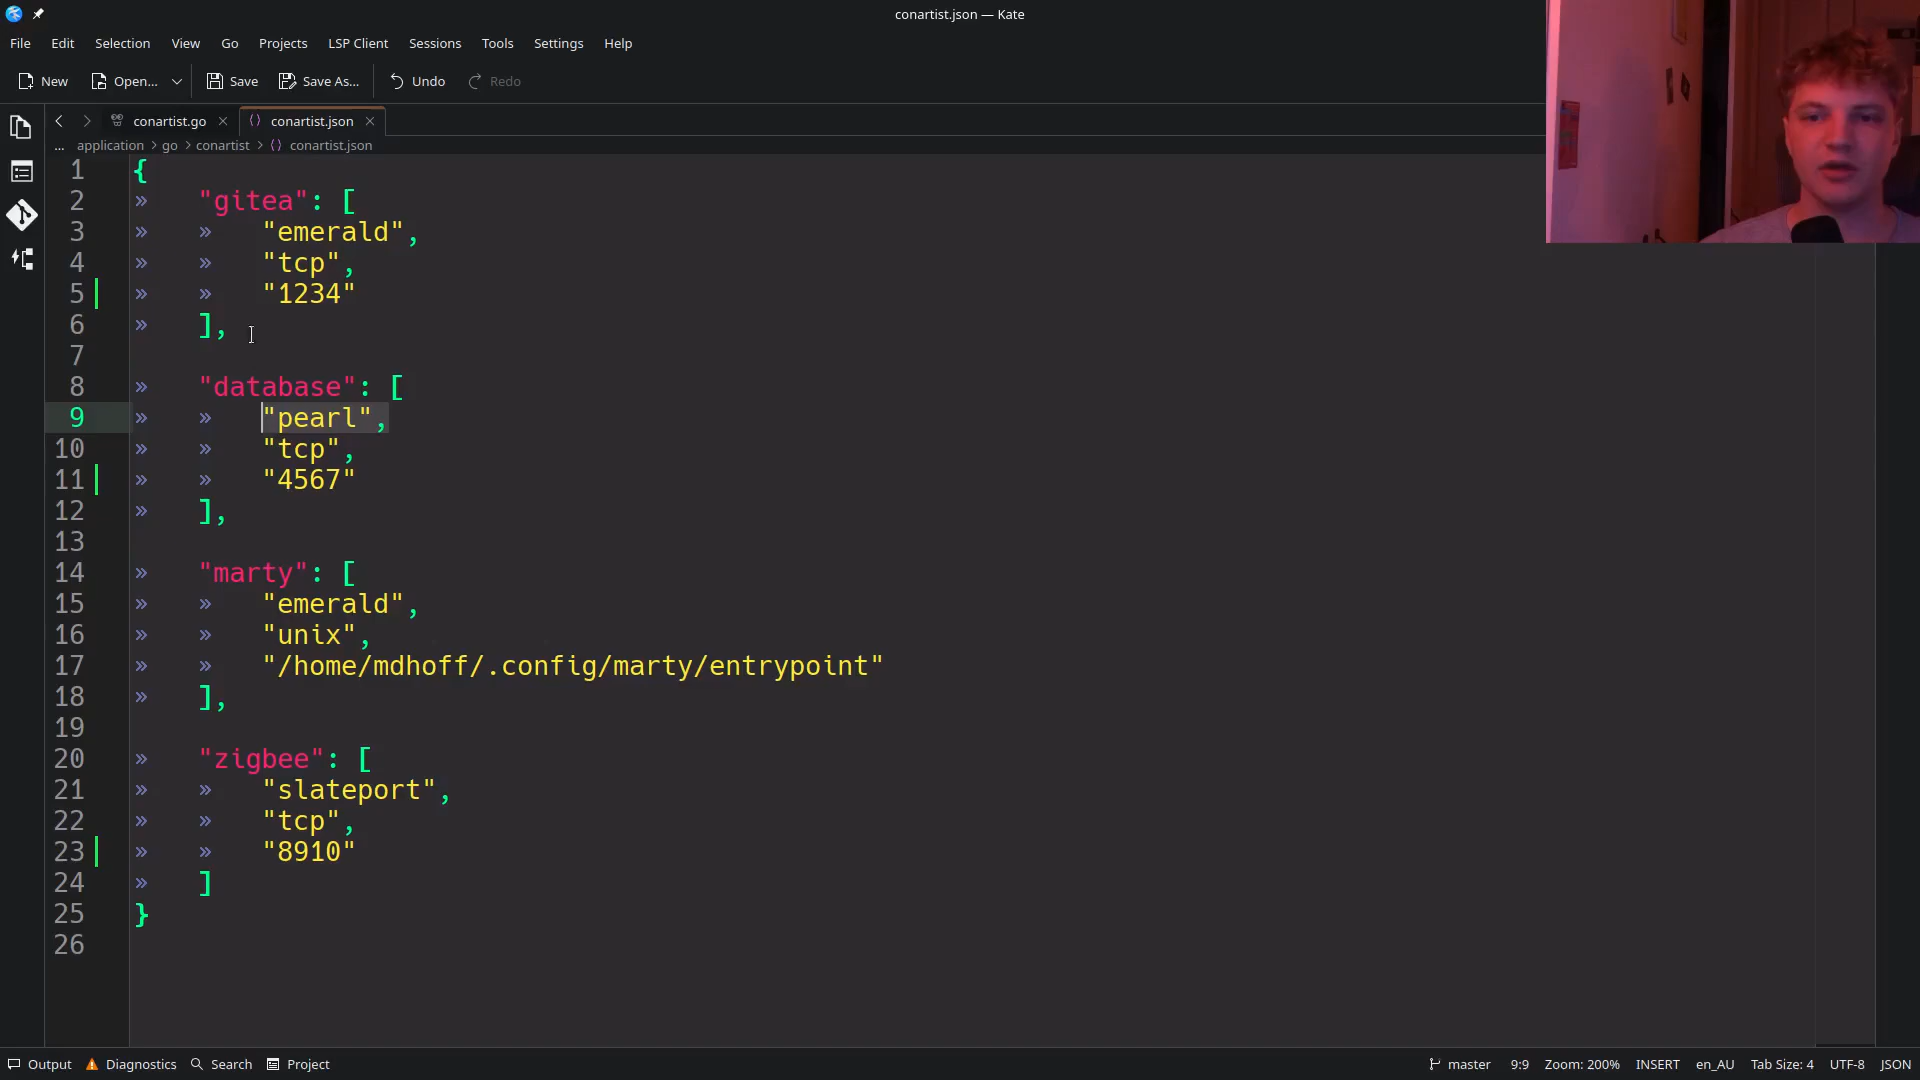 conartist.json — Kate
File Edit Selection View Go Projects LSP Client Sessions Tools Settings Help
New Open... Save Save As... Undo Redo
conartist.go conartist.json
... application > go > conartist > conartist.json
1 {
2 » "gitea": [
3 » » "emerald",
4 » » "tcp",
5 » » "1234"
6 » ],
7
8 » "database": [
9 » » "pearl",
10 » » "tcp",
11 » » "4567"
12 » ],
13
14 » "marty": [
15 » » "emerald",
16 » » "unix",
17 » » "/home/mdhoff/.config/marty/entrypoint"
18 » ],
19
20 » "zigbee": [
21 » » "slateport",
22 » » "tcp",
23 » » "8910"
24 » ]
25 }
26
Output Diagnostics Search Project master 9:9 Zoom: 200% INSERT en_AU Tab Size: 4 UTF-8 JSON